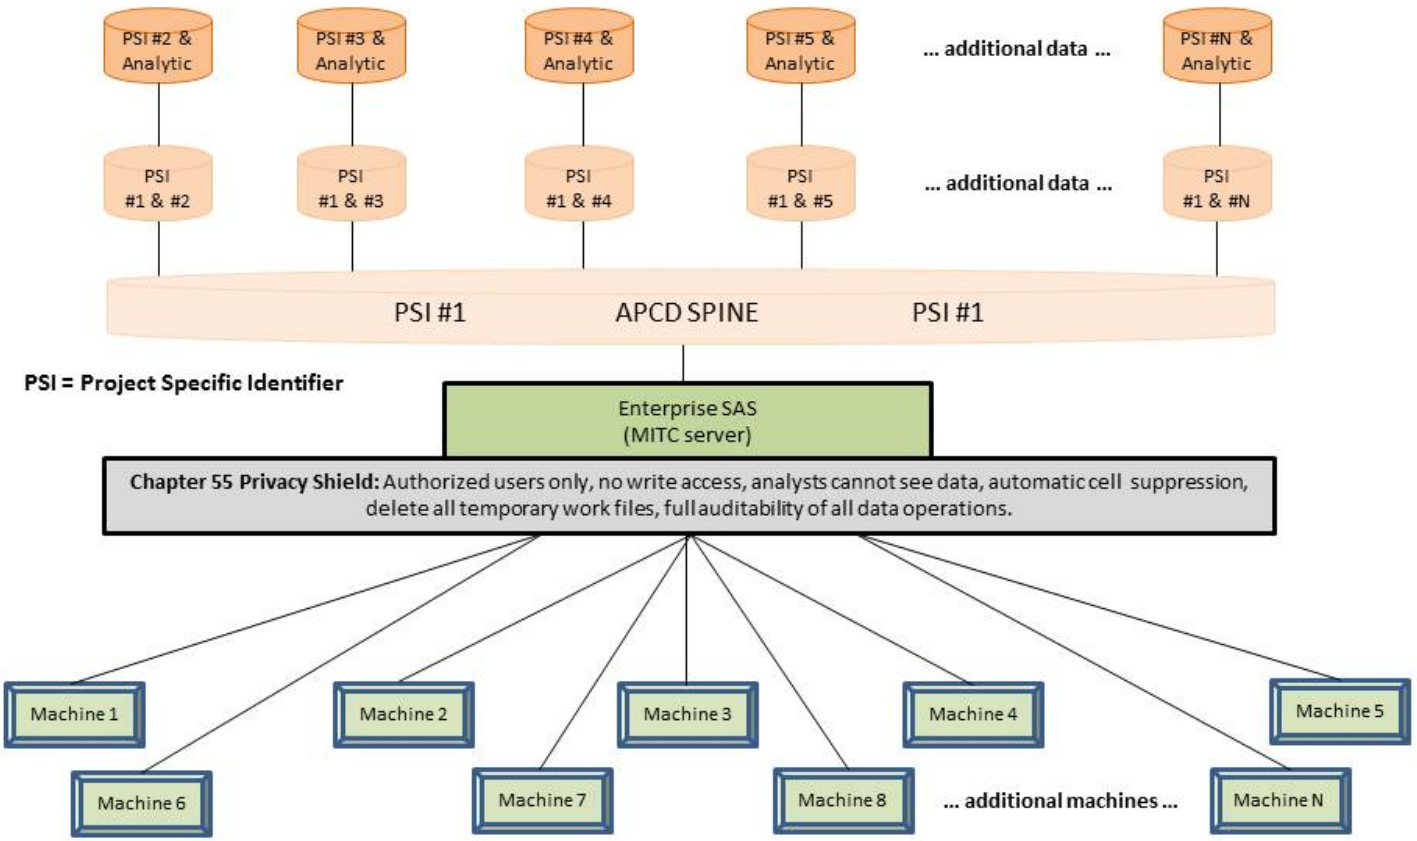 PSI #2 &
Analytic
PSI #3 &
Analytic
PSI #4 &
Analytic
PSI #5 &
Analytic
... additional data ...
PSI #N &
Analytic
PSI
#1 & #2
PSI
#1 & #3
PSI
#1 & #4
PSI
#1 & #5
... additional data ...
PSI
#1 & #N
PSI #1
APCD SPINE
PSI #1
PSI = Project Specific Identifier
Enterprise SAS
(MITC server)
Chapter 55 Privacy Shield: Authorized users only, no write access, analysts cannot see data, automatic cell suppression,
delete all temporary work files, full auditability of all data operations.
Machine 1
Machine 2
Machine 3
Machine 4
Machine 5
Machine 6
Machine 7
Machine 8
... additional machines ...
Machine N